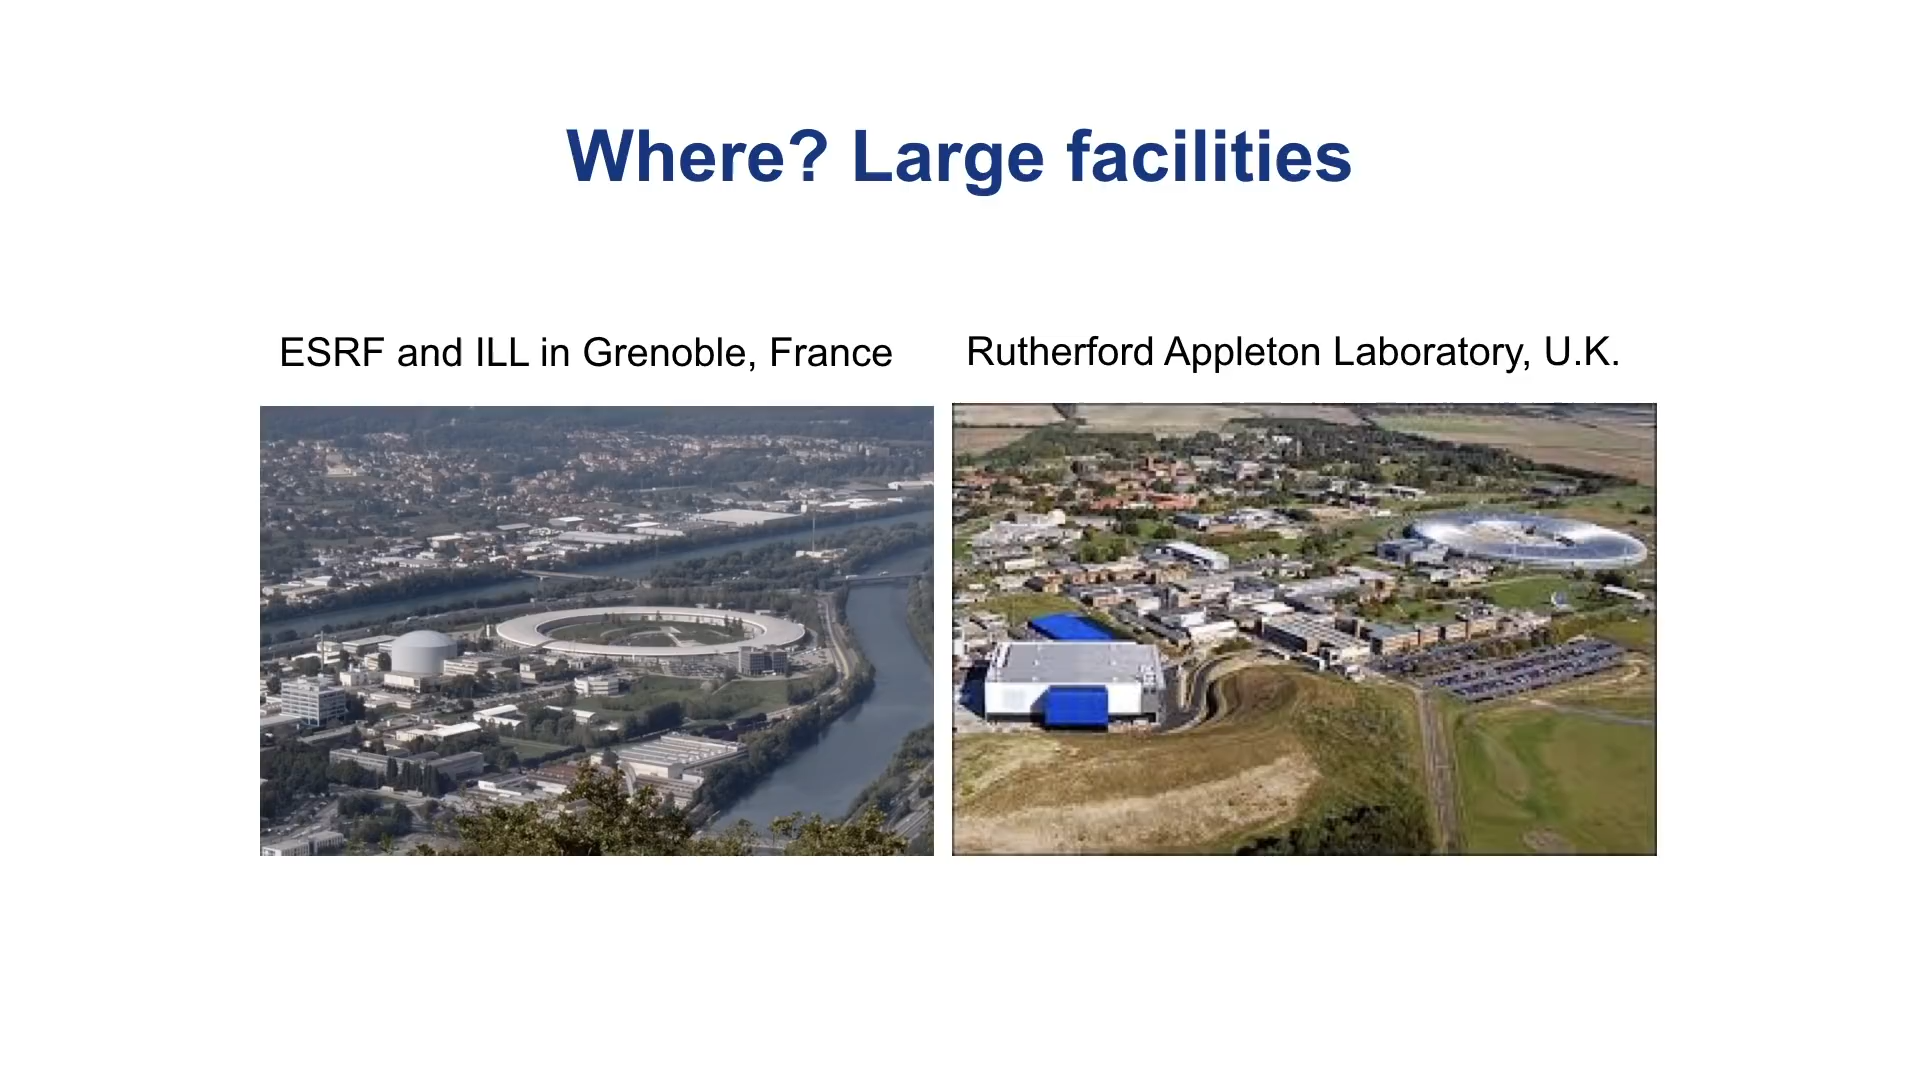 Where? Large facilities
ESRF and ILL in Grenoble, France
Rutherford Appleton Laboratory, U.K.